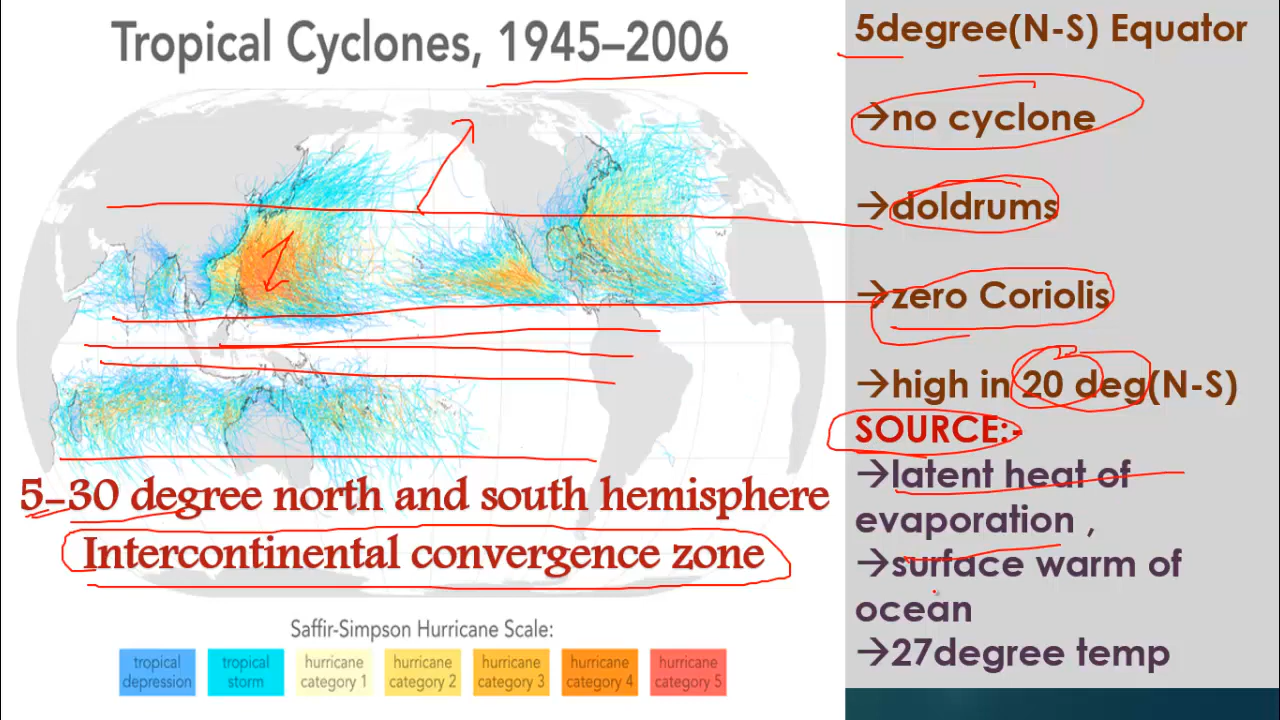 Tropical Cyclones, 1945–2006
5-30 degree north and south hemisphere
Intercontinental convergence zone
Saffir-Simpson Hurricane Scale:
tropical depression
tropical storm
hurricane category 1
hurricane category 2
hurricane category 3
hurricane category 4
hurricane category 5
5degree(N-S) Equator
→no cyclone
→doldrums
→zero Coriolis
→high in 20 deg(N-S)
SOURCE:-
→latent heat of
evaporation ,
→surface warm of
ocean
→27degree temp